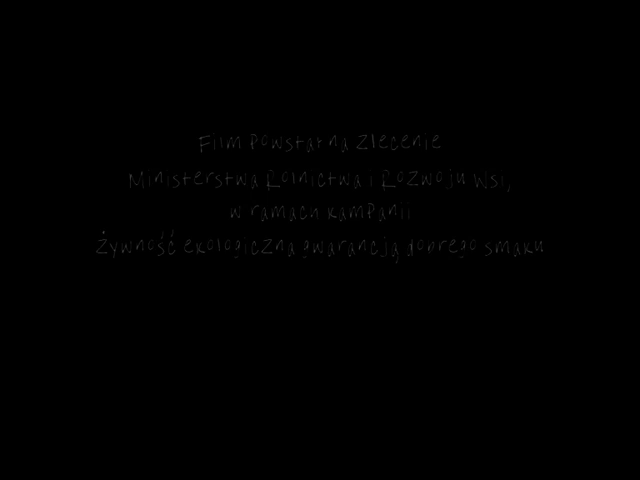 Film Powstał na Zlecenie
Ministerstwa Rolnictwa i Rozwoju Wsi,
w ramach kampanii
Żywność ekologiczna gwarancją dobrego smaku